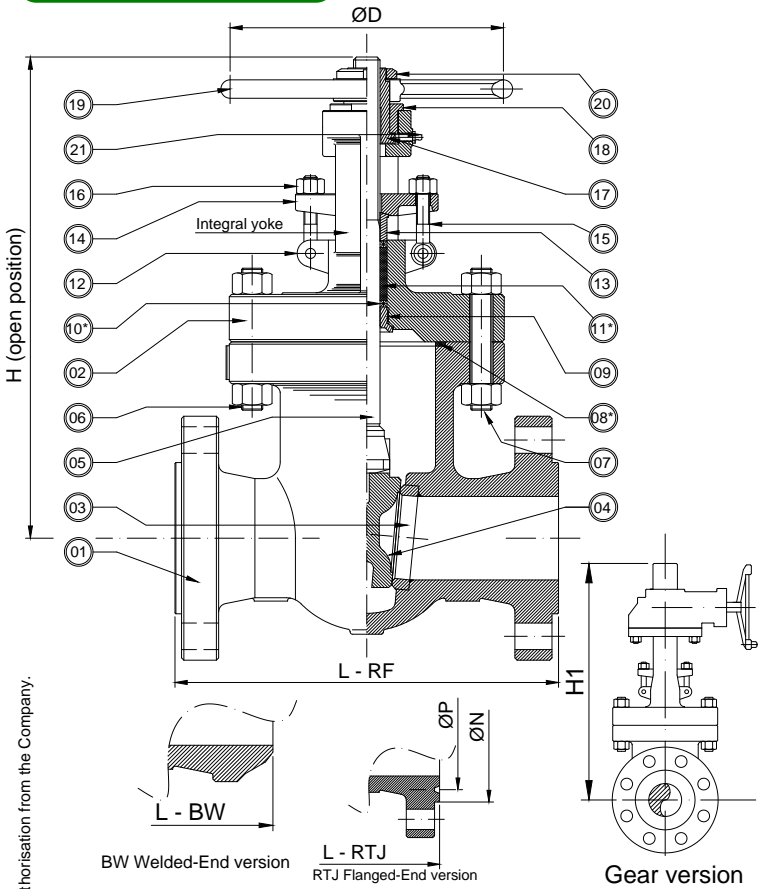 ØD
19
20
21
18
16
17
14
Integral yoke
15
12
13
10*
11*
02
09
06
08*
05
07
03
04
01
H (open position)
L - RF
H1
ØP
ØN
L - BW
BW Welded-End version
L - RTJ
RTJ Flanged-End version
Gear version
thorisation from the Company.